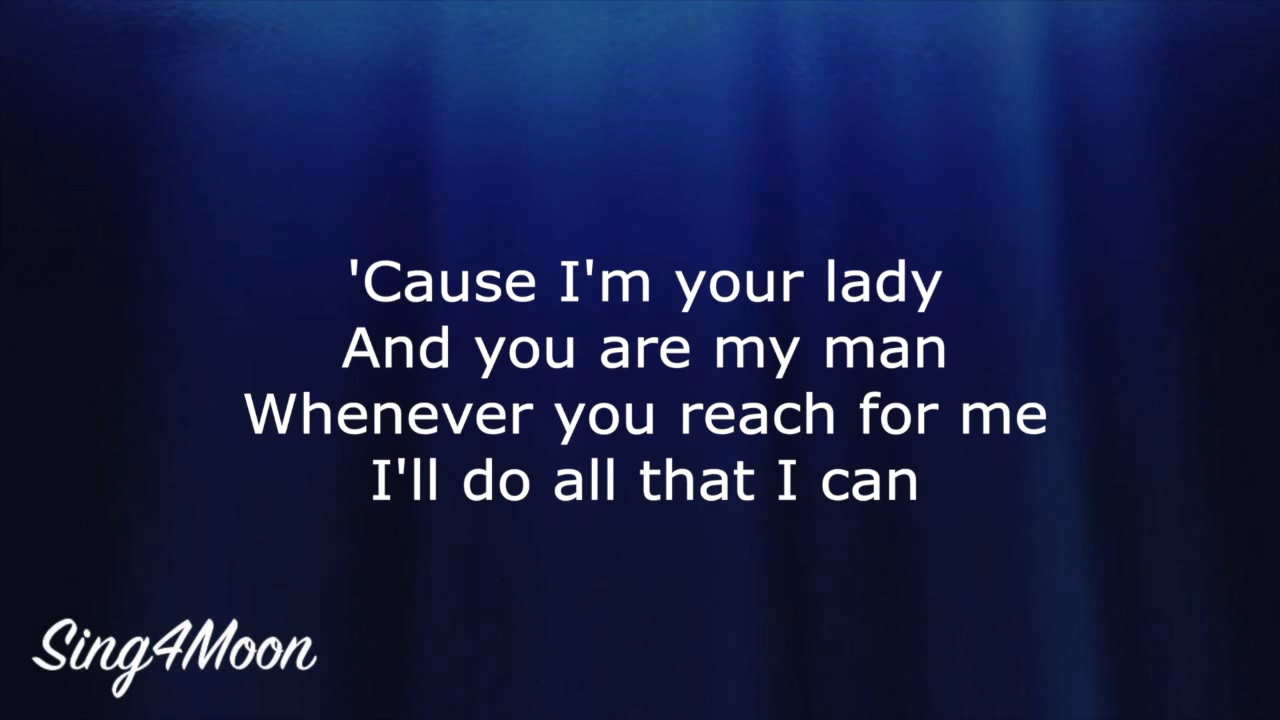 'Cause I'm your lady
And you are my man
Whenever you reach for me
I'll do all that I can
Sing4Moon